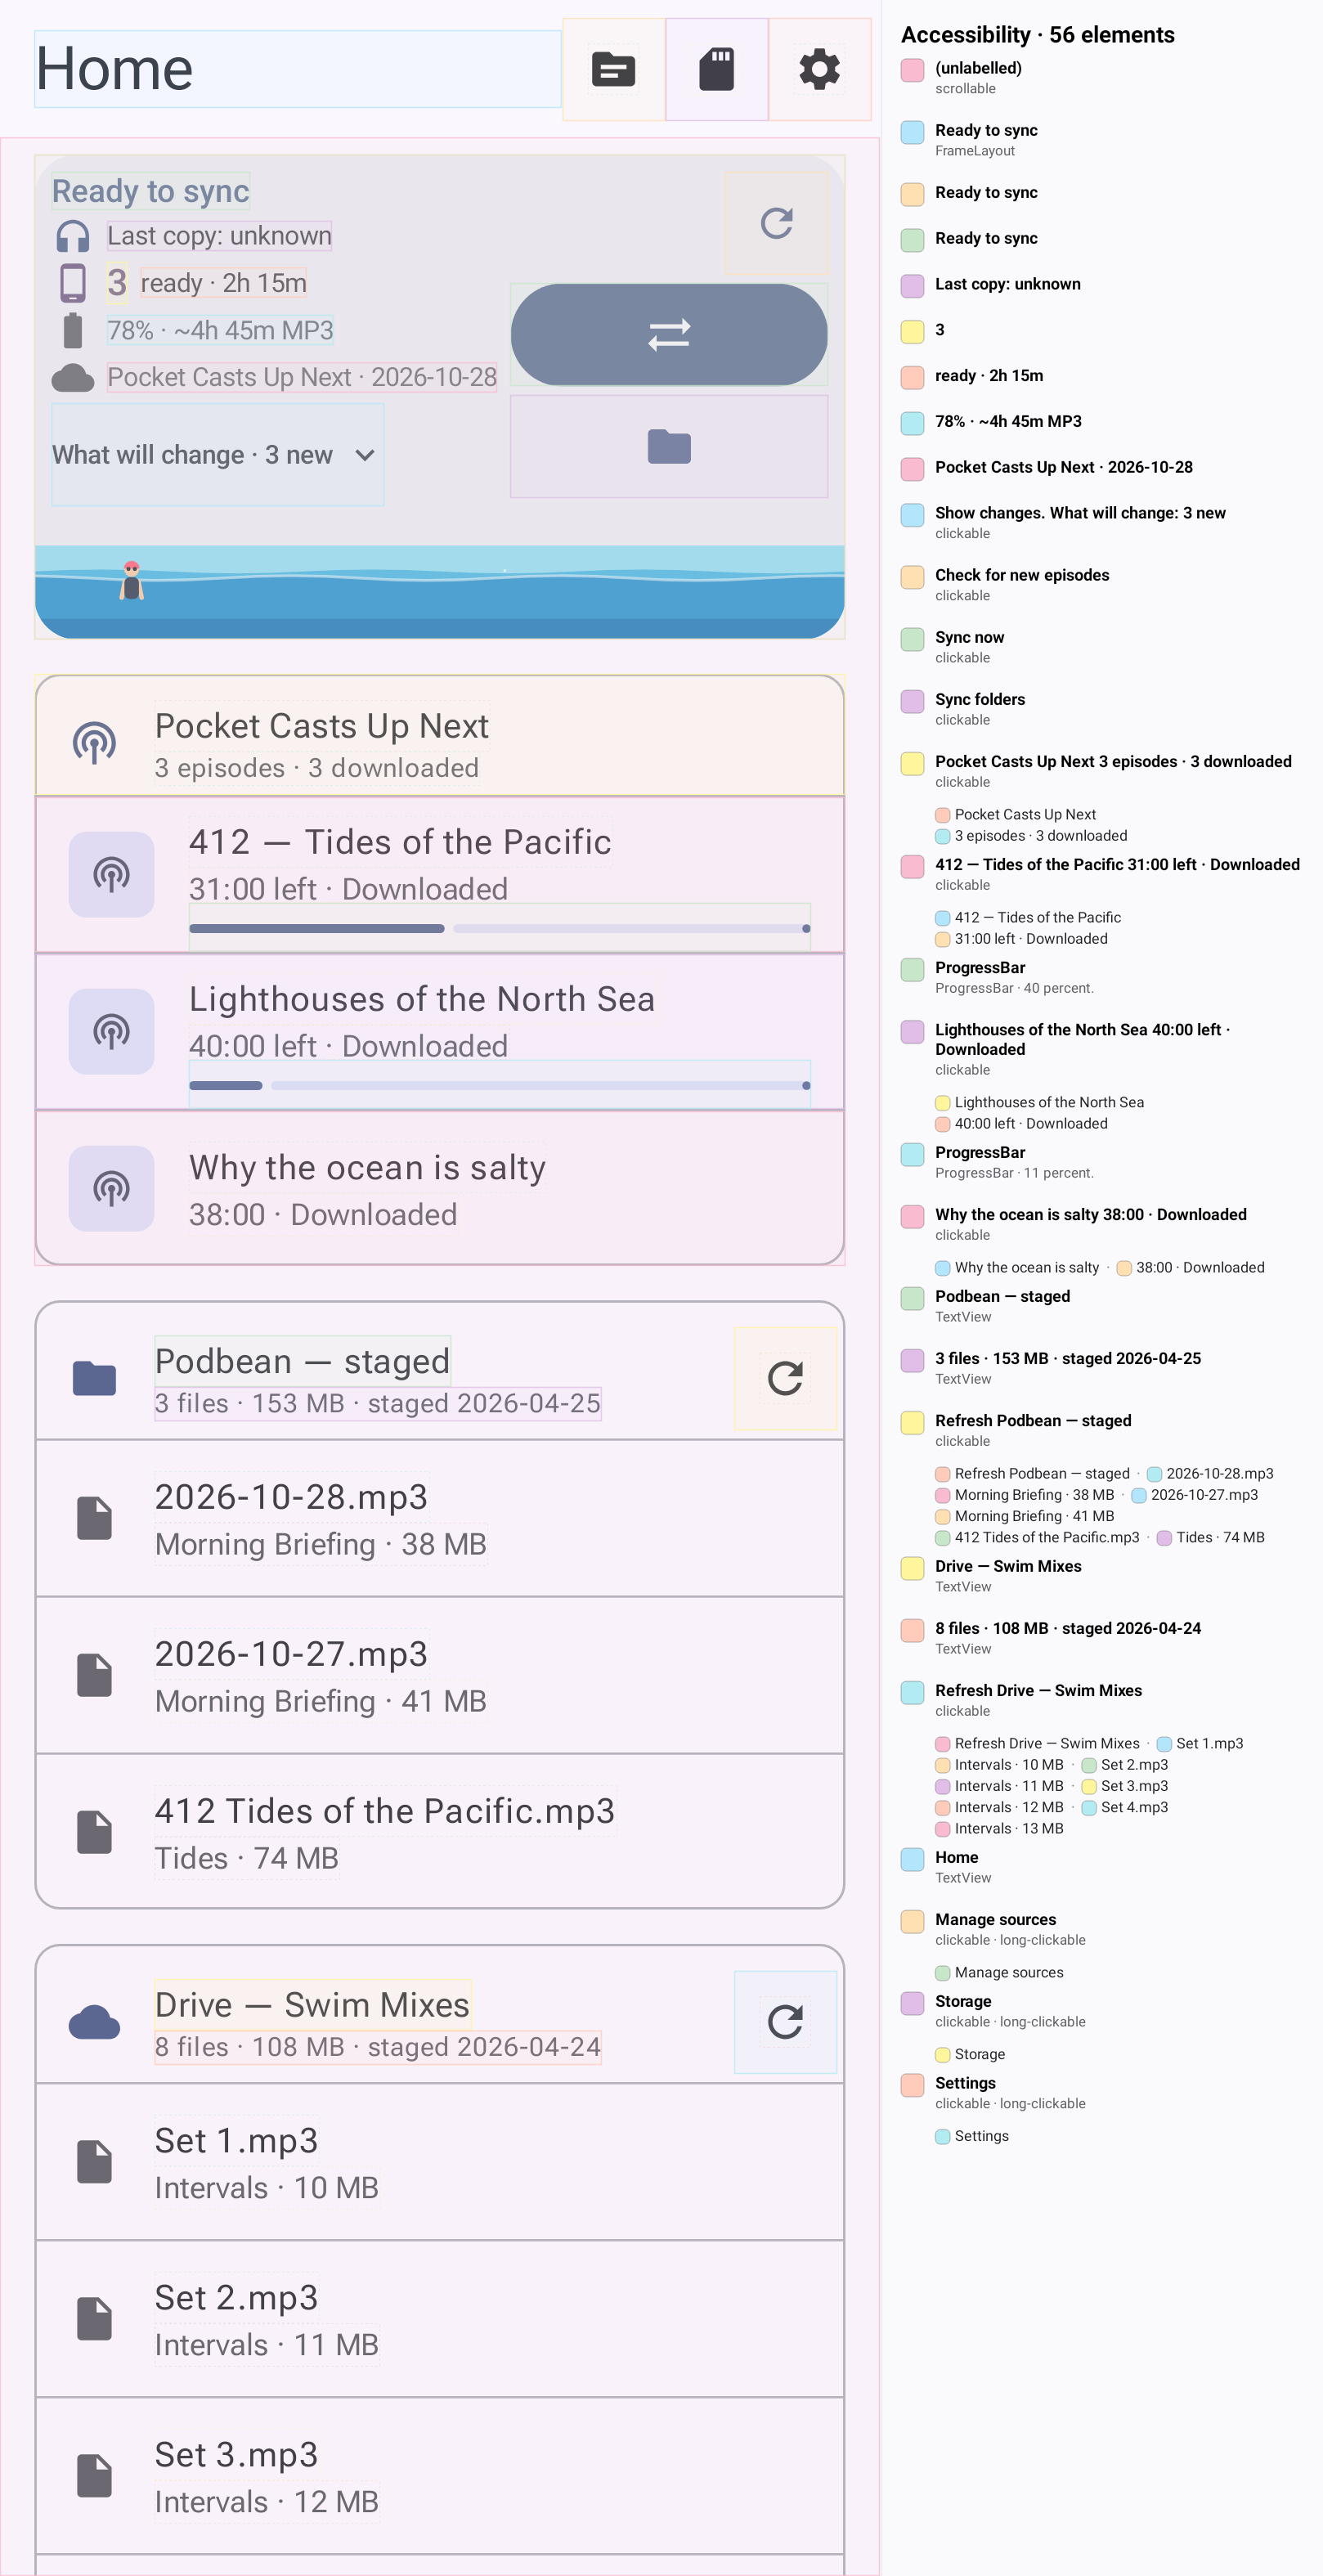 Home
Ready to sync
Last copy: unknown
3 ready · 2h 15m
78% · ~4h 45m MP3
Pocket Casts Up Next · 2026-10-28
What will change · 3 new
Pocket Casts Up Next
3 episodes · 3 downloaded
412 — Tides of the Pacific
31:00 left · Downloaded
Lighthouses of the North Sea
40:00 left · Downloaded
Why the ocean is salty
38:00 · Downloaded
Podbean — staged
3 files · 153 MB · staged 2026-04-25
2026-10-28.mp3
Morning Briefing · 38 MB
2026-10-27.mp3
Morning Briefing · 41 MB
412 Tides of the Pacific.mp3
Tides · 74 MB
Drive — Swim Mixes
8 files · 108 MB · staged 2026-04-24
Set 1.mp3
Intervals · 10 MB
Set 2.mp3
Intervals · 11 MB
Set 3.mp3
Intervals · 12 MB
Accessibility · 56 elements
(unlabelled)
scrollable
Ready to sync
FrameLayout
Ready to sync
Ready to sync
Last copy: unknown
3
ready · 2h 15m
78% · ~4h 45m MP3
Pocket Casts Up Next · 2026-10-28
Show changes. What will change: 3 new
clickable
Check for new episodes
clickable
Sync now
clickable
Sync folders
clickable
Pocket Casts Up Next 3 episodes · 3 downloaded
clickable
Pocket Casts Up Next
3 episodes · 3 downloaded
412 — Tides of the Pacific 31:00 left · Downloaded
clickable
412 — Tides of the Pacific
31:00 left · Downloaded
ProgressBar
ProgressBar · 40 percent.
Lighthouses of the North Sea 40:00 left ·
Downloaded
clickable
Lighthouses of the North Sea
40:00 left · Downloaded
ProgressBar
ProgressBar · 11 percent.
Why the ocean is salty 38:00 · Downloaded
clickable
Why the ocean is salty · 38:00 · Downloaded
Podbean — staged
TextView
3 files · 153 MB · staged 2026-04-25
TextView
Refresh Podbean — staged
clickable
Refresh Podbean — staged · 2026-10-28.mp3
Morning Briefing · 38 MB · 2026-10-27.mp3
Morning Briefing · 41 MB
412 Tides of the Pacific.mp3 · Tides · 74 MB
Drive — Swim Mixes
TextView
8 files · 108 MB · staged 2026-04-24
TextView
Refresh Drive — Swim Mixes
clickable
Refresh Drive — Swim Mixes · Set 1.mp3
Intervals · 10 MB · Set 2.mp3
Intervals · 11 MB · Set 3.mp3
Intervals · 12 MB · Set 4.mp3
Intervals · 13 MB
Home
TextView
Manage sources
clickable · long-clickable
Manage sources
Storage
clickable · long-clickable
Storage
Settings
clickable · long-clickable
Settings